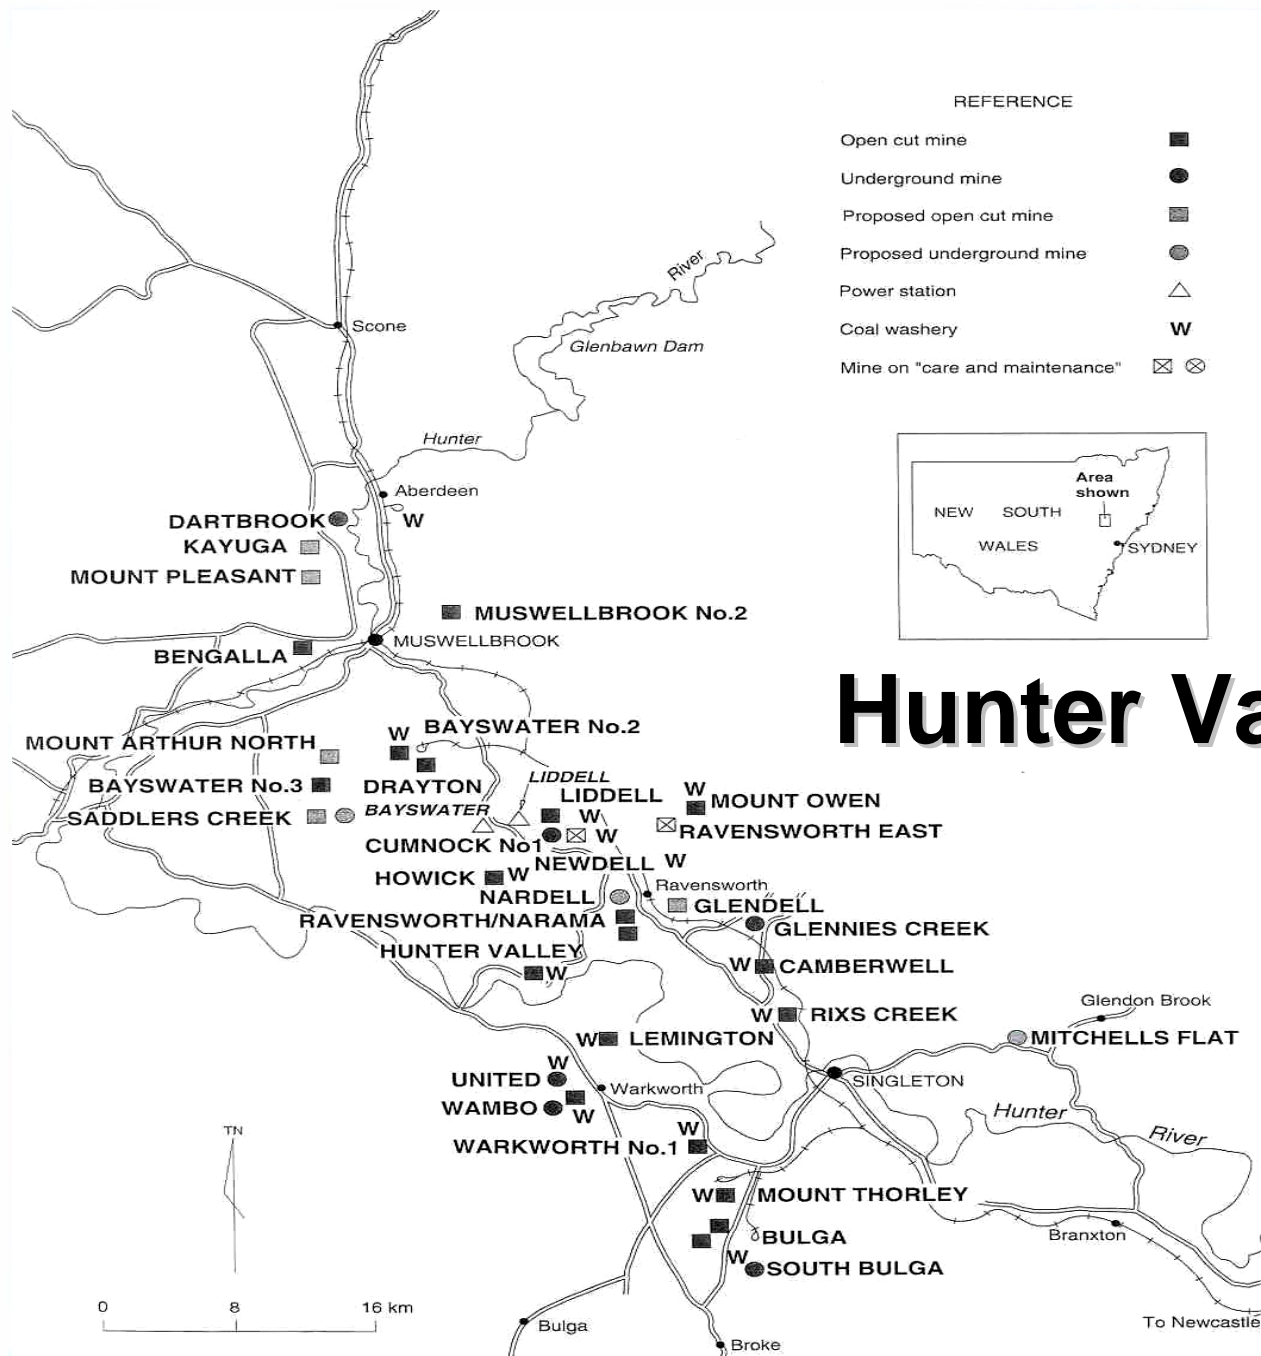 REFERENCE
Open cut mine
Underground mine
Proposed open cut mine
Proposed underground mine
Power station
Coal washery W
Mine on "care and maintenance"
River
Scone
Glenbawn Dam
Hunter
Aberdeen
Area
shown
NEW SOUTH
WALES
SYDNEY
DARTBROOK W
KAYUGA
MOUNT PLEASANT
MUSWELLBROOK No.2
MUSWELLBROOK
BENGALLA
Hunter Va
BAYSWATER No.2
W
MOUNT ARTHUR NORTH
LIDDELL
BAYSWATER No.3 DRAYTON
LIDDELL W
MOUNT OWEN
SADDLERS CREEK BAYSWATER
W
RAVENSWORTH EAST
CUMNOCK No1 W
NEWDELL W
HOWICK W
Ravensworth
NARDELL
GLENDELL
RAVENSWORTH/NARAMA
GLENNIES CREEK
HUNTER VALLEY
W
W CAMBERWELL
Glendon Brook
W RIXS CREEK
W LEMINGTON
MITCHELLS FLAT
W
UNITED
SINGLETON
Warkworth
WAMBO
W
Hunter
River
W
WARKWORTH No.1
TN
W MOUNT THORLEY
BULGA
Branxton
W
SOUTH BULGA
0 8 16 km
Bulga
To Newcastle
Broke